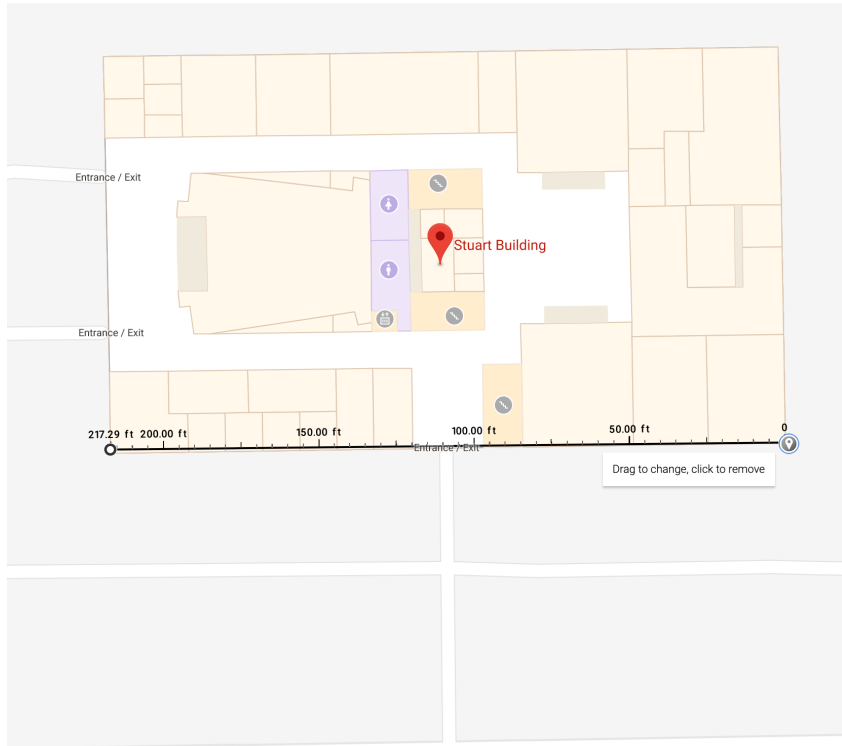 Entrance / Exit
Stuart Building
Entrance / Exit
217.29 ft 200.00 ft 150.00 ft 100.00 ft 50.00 ft 0
Entrance / Exit
Drag to change, click to remove